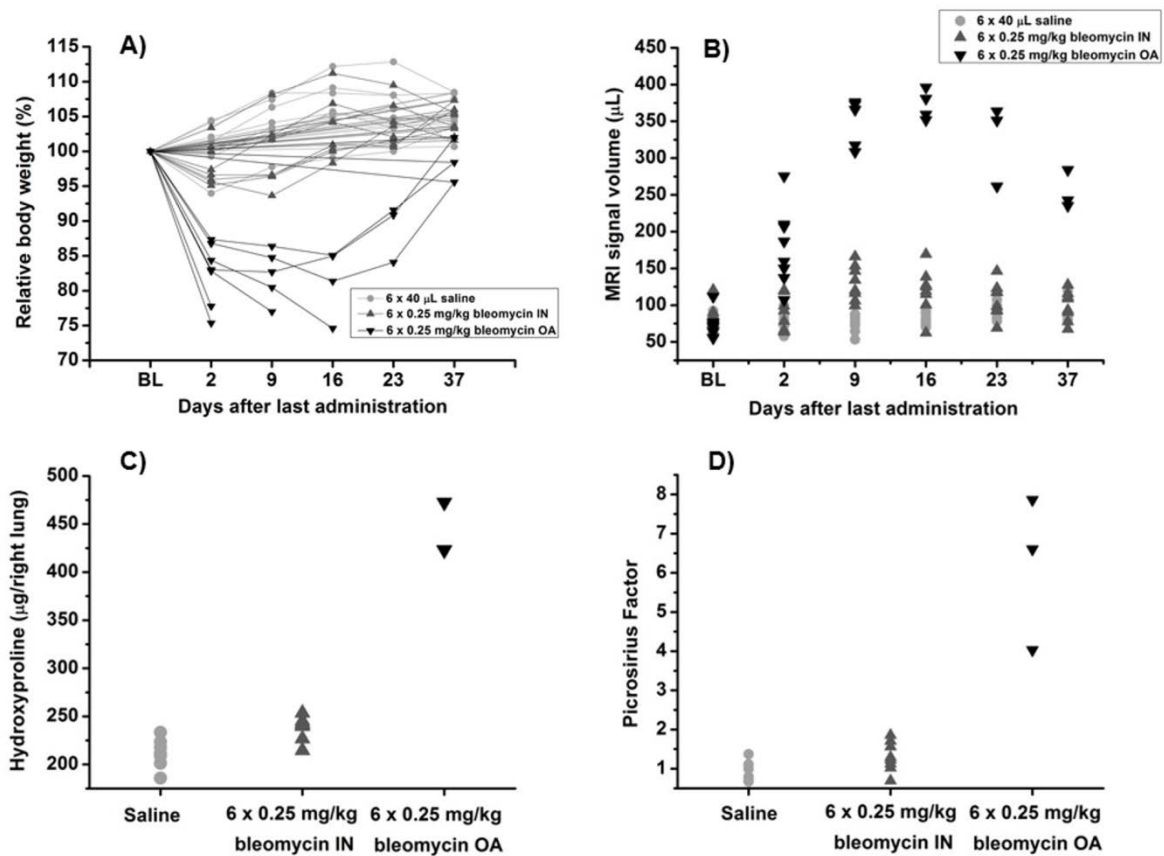 A)
115
110
105
100
95
90
85
80
75
70
Relative body weight (%)
6 x 40 μL saline
6 x 0.25 mg/kg bleomycin IN
6 x 0.25 mg/kg bleomycin OA
BL 2 9 16 23 37
Days after last administration
B)
6 x 40 μL saline
6 x 0.25 mg/kg bleomycin IN
6 x 0.25 mg/kg bleomycin OA
450
400
350
300
250
200
150
100
50
MRI signal volume (μL)
BL 2 9 16 23 37
Days after last administration
C)
500
450
400
350
300
250
200
Hydroxyproline (μg/right lung)
Saline 6 x 0.25 mg/kg 6 x 0.25 mg/kg
bleomycin IN bleomycin OA
D)
8
7
6
5
4
3
2
1
Picrosirius Factor
Saline 6 x 0.25 mg/kg 6 x 0.25 mg/kg
bleomycin IN bleomycin OA